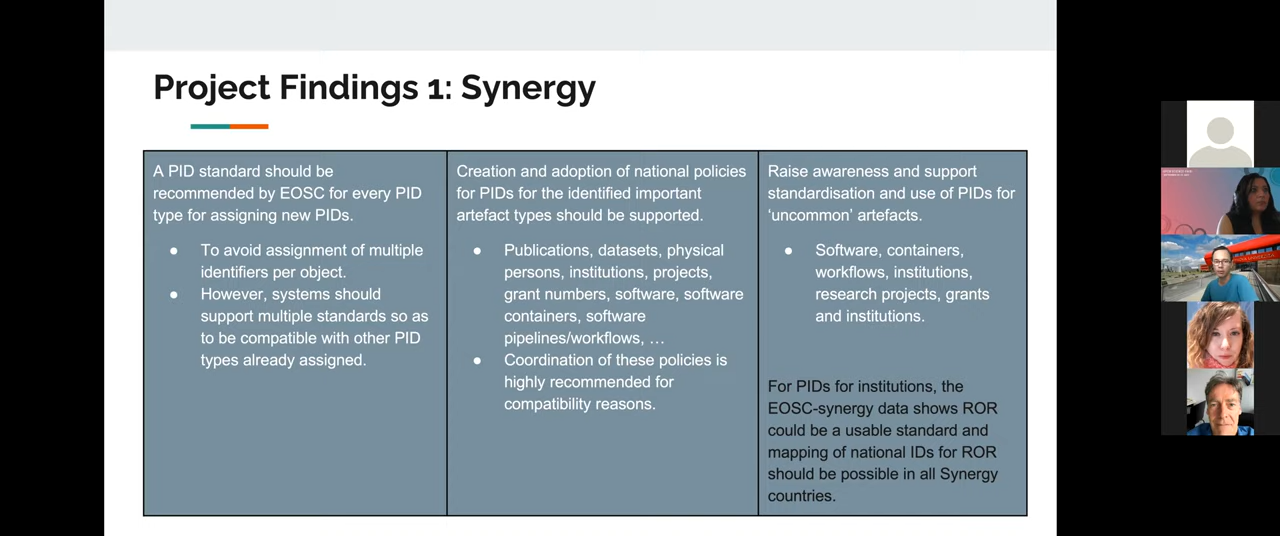 Project Findings 1: Synergy
A PID standard should be
recommended by EOSC for every PID
type for assigning new PIDs.
● To avoid assignment of multiple
identifiers per object.
● However, systems should
support multiple standards so as
to be compatible with other PID
types already assigned.
Creation and adoption of national policies
for PIDs for the identified important
artefact types should be supported.
● Publications, datasets, physical
persons, institutions, projects,
grant numbers, software, software
containers, software
pipelines/workflows, …
● Coordination of these policies is
highly recommended for
compatibility reasons.
Raise awareness and support
standardisation and use of PIDs for
‘uncommon’ artefacts.
● Software, containers,
workflows, institutions,
research projects, grants
and institutions.
For PIDs for institutions, the
EOSC-synergy data shows ROR
could be a usable standard and
mapping of national IDs for ROR
should be possible in all Synergy
countries.